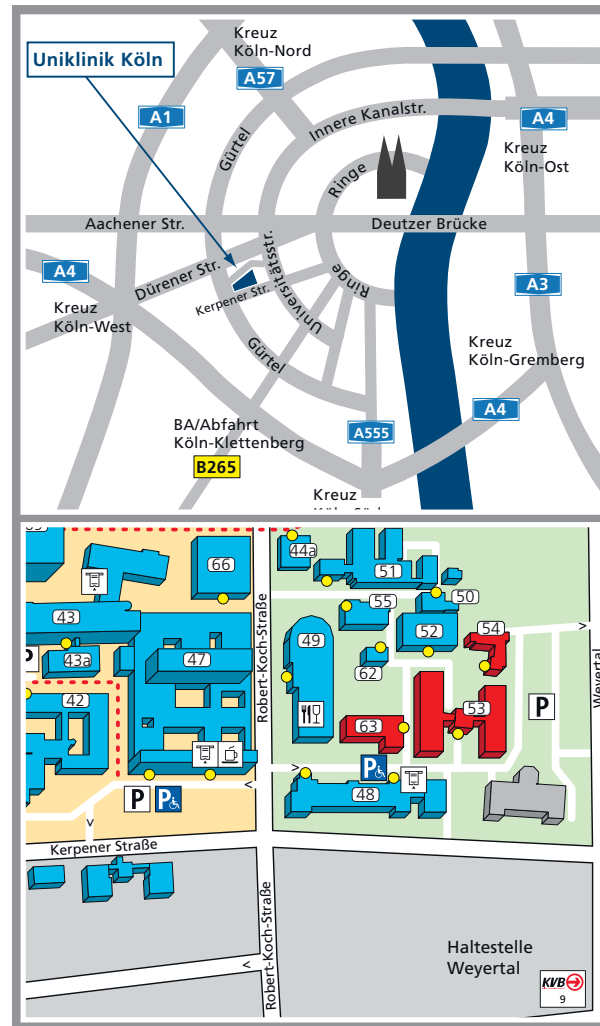 Kreuz
Köln-Nord
Uniklinik Köln
A57
A1
Innere Kanalstr.
A4
Gürtel
Kreuz
Köln-Ost
Ringe
Aachener Str.
Deutzer Brücke
A4
Dürener Str.
Universitätsstr.
Ringe
A3
Kerpener Str.
Kreuz
Köln-West
Gürtel
Kreuz
Köln-Gremberg
A4
BA/Abfahrt
Köln-Klettenberg
A555
B265
Kreuz
66
44a
51
43
55
50
49
52
54
43a
47
62
P
42
Robert-Koch-Straße
Weyertal
53
P
63
P
P
48
Kerpener Straße
Robert-Koch-Straße
Haltestelle
Weyertal
KVB
9